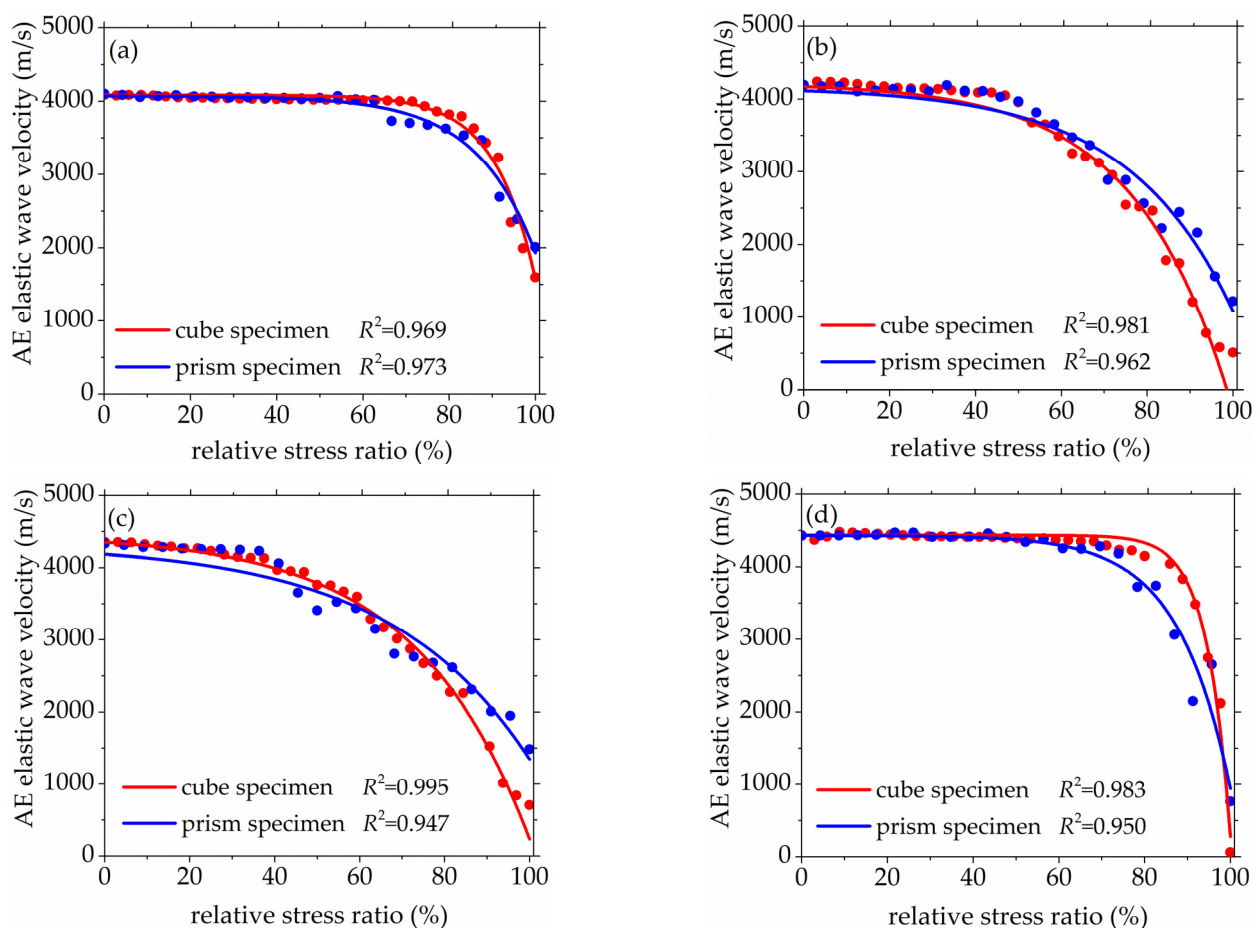 (a)
AE elastic wave velocity (m/s)
5000
4000
3000
2000
1000
0
cube specimen R²=0.969
prism specimen R²=0.973
0 20 40 60 80 100
relative stress ratio (%)
(b)
AE elastic wave velocity (m/s)
5000
4000
3000
2000
1000
0
cube specimen R²=0.981
prism specimen R²=0.962
0 20 40 60 80 100
relative stress ratio (%)
(c)
AE elastic wave velocity (m/s)
5000
4000
3000
2000
1000
0
cube specimen R²=0.995
prism specimen R²=0.947
0 20 40 60 80 100
relative stress ratio (%)
(d)
AE elastic wave velocity (m/s)
5000
4000
3000
2000
1000
0
cube specimen R²=0.983
prism specimen R²=0.950
0 20 40 60 80 100
relative stress ratio (%)